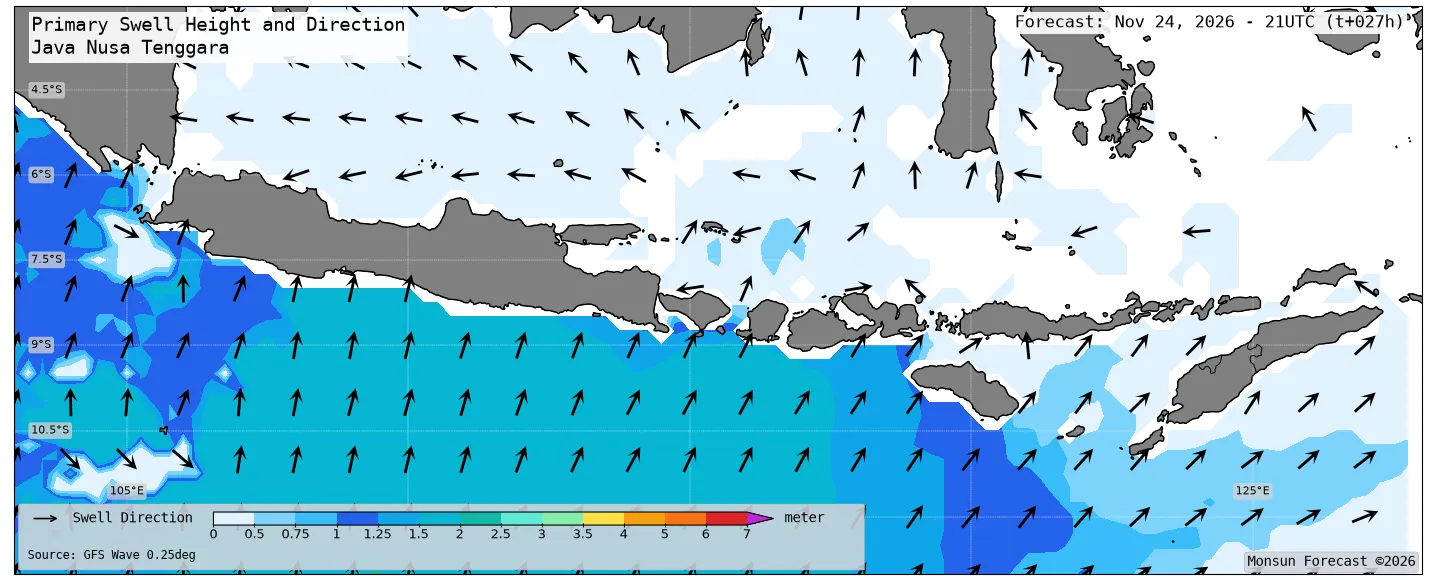 Primary Swell Height and Direction
Java Nusa Tenggara
Forecast: Nov 24, 2026 - 21UTC (t+027h)
4.5°S
6°S
7.5°S
9°S
10.5°S
105°E
125°E
Swell Direction
0 0.5 0.75 1 1.25 1.5 2 2.5 3 3.5 4 5 6 7
meter
Source: GFS Wave 0.25deg
Monsun Forecast ©2026